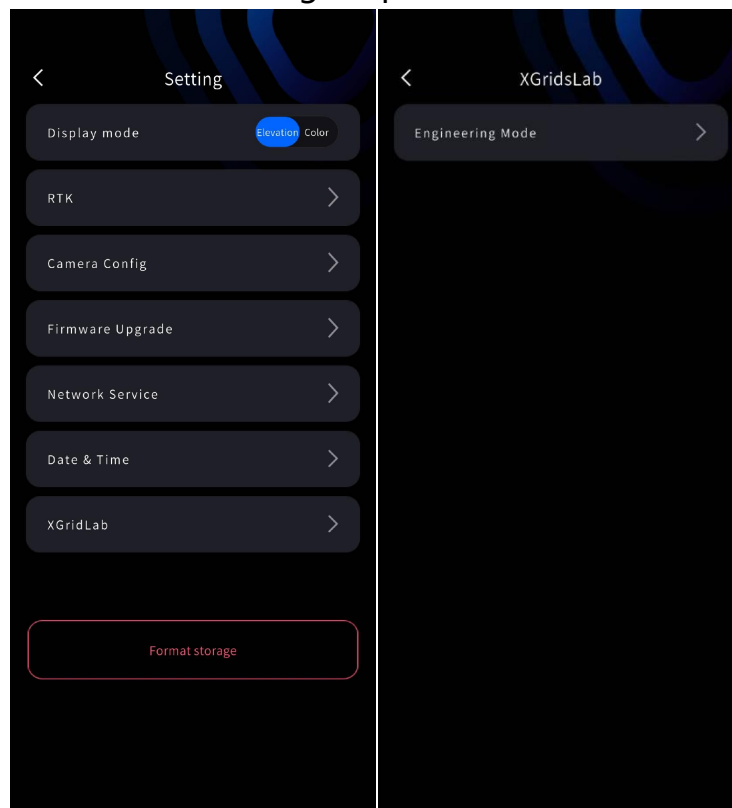 Setting
Display mode
Elevation Color
RTK
Camera Config
Firmware Upgrade
Network Service
Date & Time
XGridLab
Format storage
XGridsLab
Engineering Mode